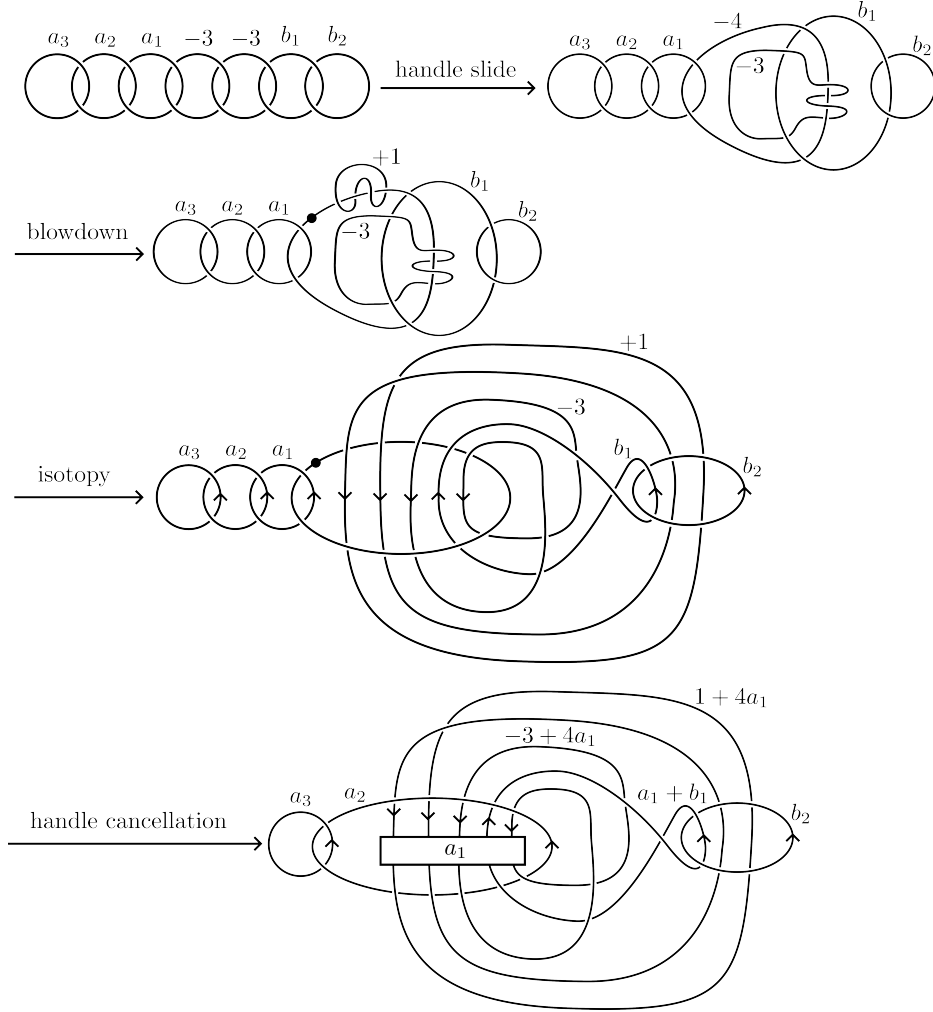 a₃ a₂ a₁ −3 −3 b₁ b₂
handle slide
a₃ a₂ a₁ −4 −3 b₁ b₂
blowdown
a₃ a₂ a₁ +1 −3 b₁ b₂
isotopy
a₃ a₂ a₁ +1 −3 b₁ b₂
handle cancellation
a₃ a₂ a₁ −3 + 4a₁ 1 + 4a₁ a₁ + b₁ b₂